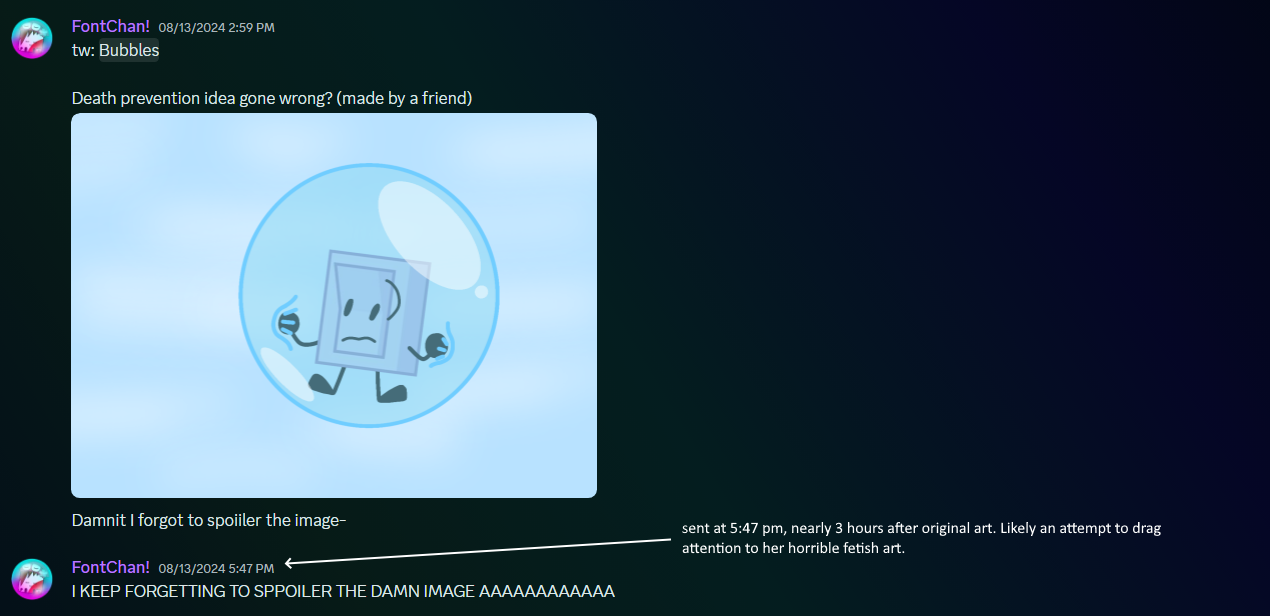 FontChan! 08/13/2024 2:59 PM
tw: Bubbles
Death prevention idea gone wrong? (made by a friend)
Damnit I forgot to spoiiler the image-
sent at 5:47 pm, nearly 3 hours after original art. Likely an attempt to drag
attention to her horrible fetish art.
FontChan! 08/13/2024 5:47 PM
I KEEP FORGETTING TO SPPOILER THE DAMN IMAGE AAAAAAAAAAAA